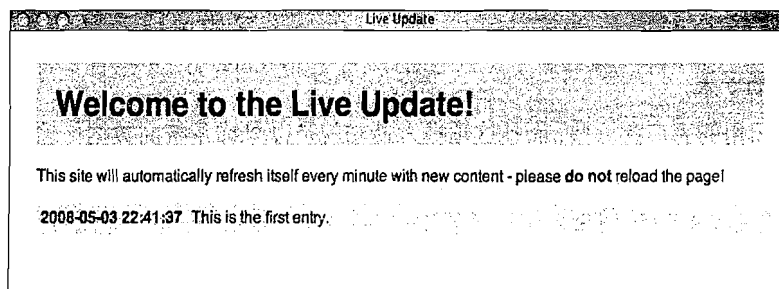 Live Update
Welcome to the Live Update!
This site will automatically refresh itself every minute with new content - please do not reload the page!
2008-05-03 22:41:37 This is the first entry.